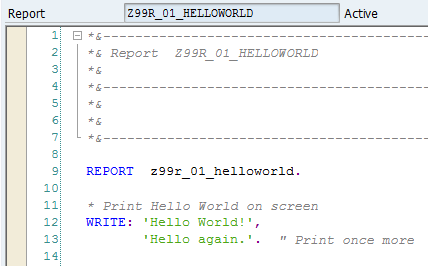 Report Z99R_01_HELLOWORLD Active
1 *&---------------------------------------------
2 *& Report  Z99R_01_HELLOWORLD
3 *&
4 *&---------------------------------------------
5 *&
6 *&
7 *&---------------------------------------------
8
9 REPORT  z99r_01_helloworld.
10
11 * Print Hello World on screen
12 WRITE: 'Hello World!',
13        'Hello again.'.  " Print once more
14